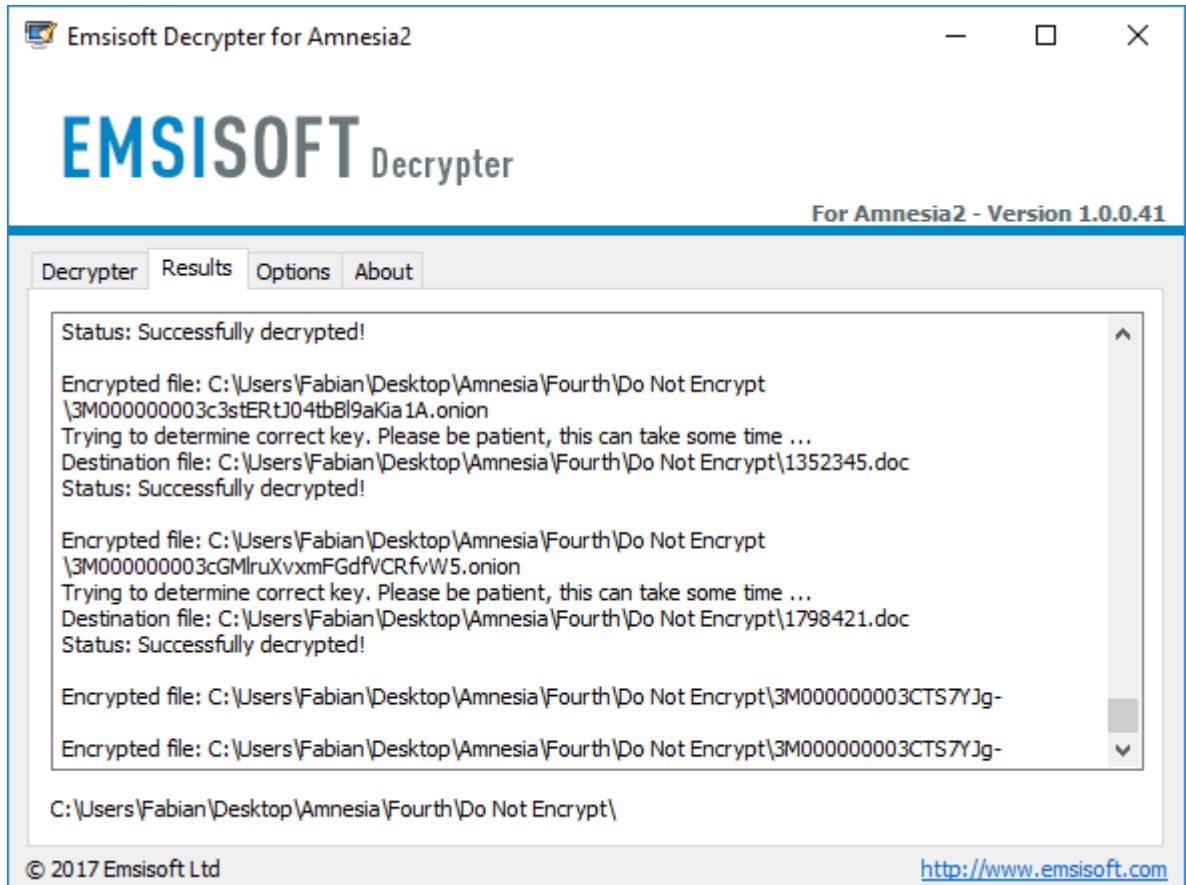 Emsisoft Decrypter for Amnesia2
EMSISOFT Decrypter
For Amnesia2 - Version 1.0.0.41
Decrypter Results Options About
Status: Successfully decrypted!
Encrypted file: C:\Users\Fabian\Desktop\Amnesia\Fourth\Do Not Encrypt
\3M000000003c3stERtJ04tbBl9aKia1A.onion
Trying to determine correct key. Please be patient, this can take some time ...
Destination file: C:\Users\Fabian\Desktop\Amnesia\Fourth\Do Not Encrypt\1352345.doc
Status: Successfully decrypted!
Encrypted file: C:\Users\Fabian\Desktop\Amnesia\Fourth\Do Not Encrypt
\3M000000003cGMlruXvxmFGdfVCRfvW5.onion
Trying to determine correct key. Please be patient, this can take some time ...
Destination file: C:\Users\Fabian\Desktop\Amnesia\Fourth\Do Not Encrypt\1798421.doc
Status: Successfully decrypted!
Encrypted file: C:\Users\Fabian\Desktop\Amnesia\Fourth\Do Not Encrypt\3M000000003CTS7YJg-
Encrypted file: C:\Users\Fabian\Desktop\Amnesia\Fourth\Do Not Encrypt\3M000000003CTS7YJg-
C:\Users\Fabian\Desktop\Amnesia\Fourth\Do Not Encrypt\
© 2017 Emsisoft Ltd
http://www.emsisoft.com